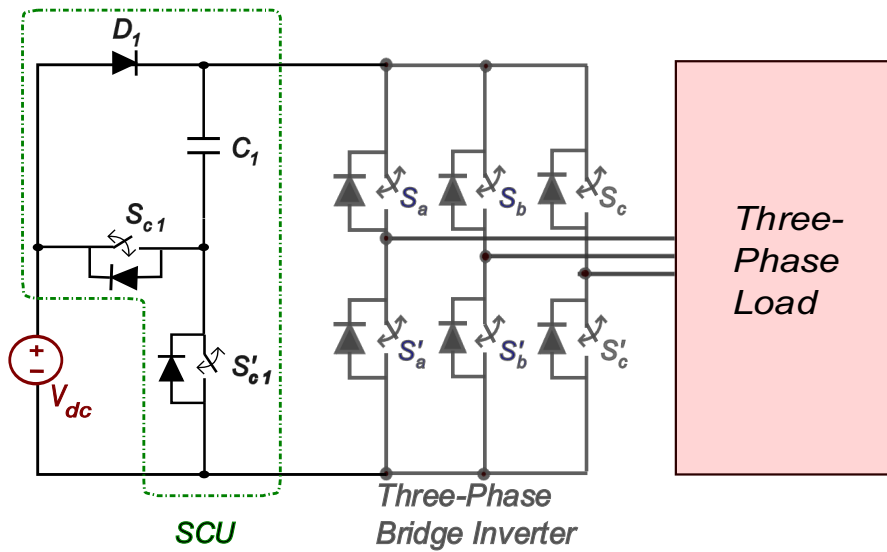 D1
C1
Sc1
S'c1
+
−
Vdc
SCU
Sa
Sb
Sc
S'a
S'b
S'c
Three-Phase
Bridge Inverter
Three-
Phase
Load